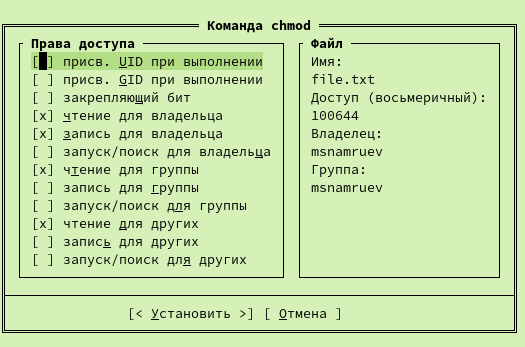 Команда chmod
Права доступа
[ ] присв. UID при выполнении
[ ] присв. GID при выполнении
[ ] закрепляющий бит
[x] чтение для владельца
[x] запись для владельца
[ ] запуск/поиск для владельца
[x] чтение для группы
[ ] запись для группы
[ ] запуск/поиск для группы
[x] чтение для других
[ ] запись для других
[ ] запуск/поиск для других
Файл
Имя:
file.txt
Доступ (восьмеричный):
100644
Владелец:
msnamruev
Группа:
msnamruev
[< Установить >] [ Отмена ]